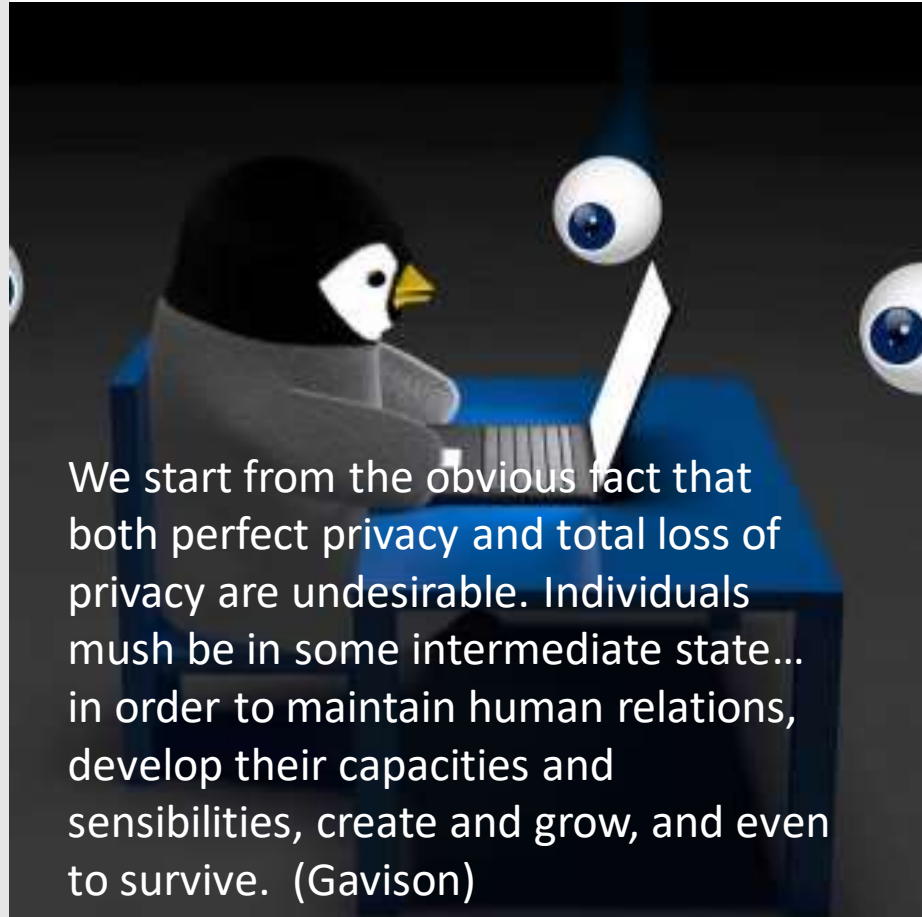 We start from the obvious fact that
both perfect privacy and total loss of
privacy are undesirable. Individuals
mush be in some intermediate state…
in order to maintain human relations,
develop their capacities and
sensibilities, create and grow, and even
to survive.  (Gavison)